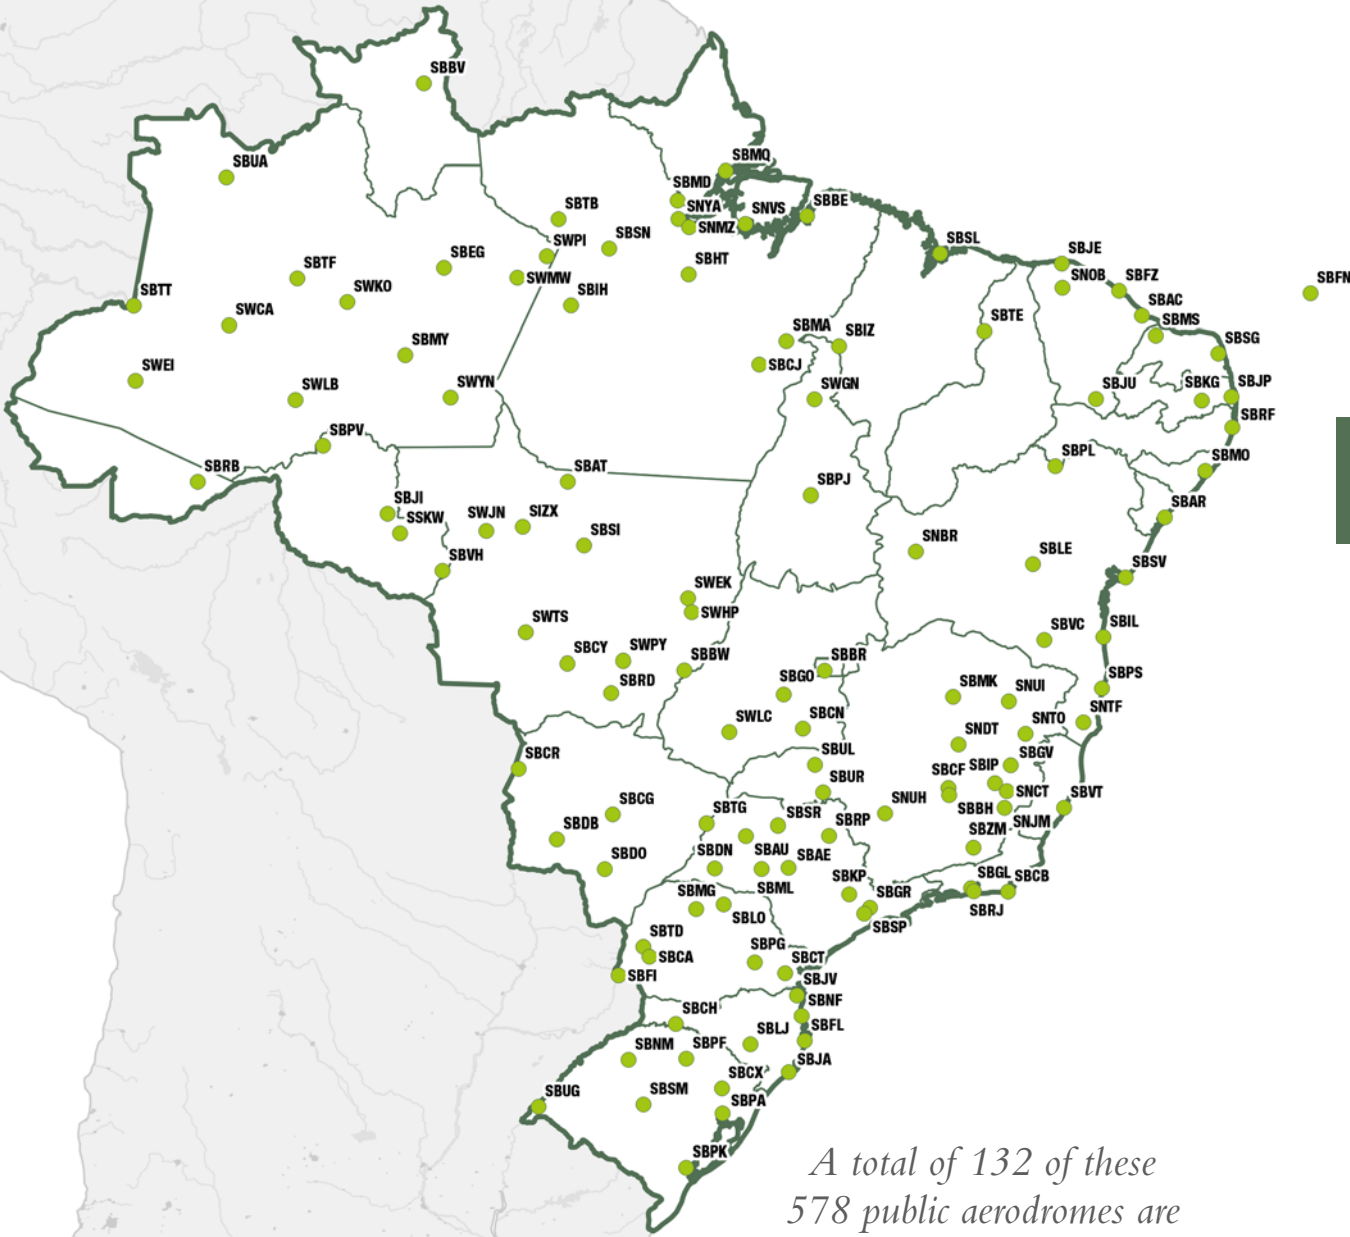 SBBV
SBUA
SBMQ
SBMD
SNYA
SNVS
SBBE
SBTB
SNMZ
SWPI
SBSN
SBSL
SBJE
SBEG
SBHT
SBTF
SWMW
SNOB
SBFZ
SBFN
SBTT
SWKO
SBIH
SBAC
SWCA
SBTE
SBMS
SBMA
SBIZ
SBSG
SBMY
SWEI
SBCJ
SWLB
SWYN
SWGN
SBJU
SBKG
SBJP
SBRF
SBPV
SBPL
SBMO
SBRB
SBAT
SBPJ
SBJI
SBAR
SSKW
SWJN
SIZX
SBSI
SNBR
SBLE
SBVH
SBSV
SWEK
SWHP
SWTS
SBVC
SBIL
SBCY
SWPY
SBBW
SBBR
SBGO
SBRD
SBMK
SNUI
SBPS
SNTF
SWLC
SBCN
SNDT
SNTO
SBCR
SBUL
SBGV
SBUR
SBCF
SBIP
SBCG
SNUH
SNCT
SBVT
SBTG
SBSR
SBBH
SBDB
SBRP
SNJM
SBZM
SBDO
SBDN
SBAU
SBAE
SBKP
SBGL
SBCB
SBMG
SBML
SBGR
SBLO
SBRJ
SBTD
SBSP
SBPG
SBCA
SBCT
SBFI
SBJV
SBNF
SBCH
SBFL
SBLJ
SBNM
SBPF
SBJA
SBCX
SBUG
SBSM
SBPA
SBPK
A total of 132 of these
578 public aerodromes are